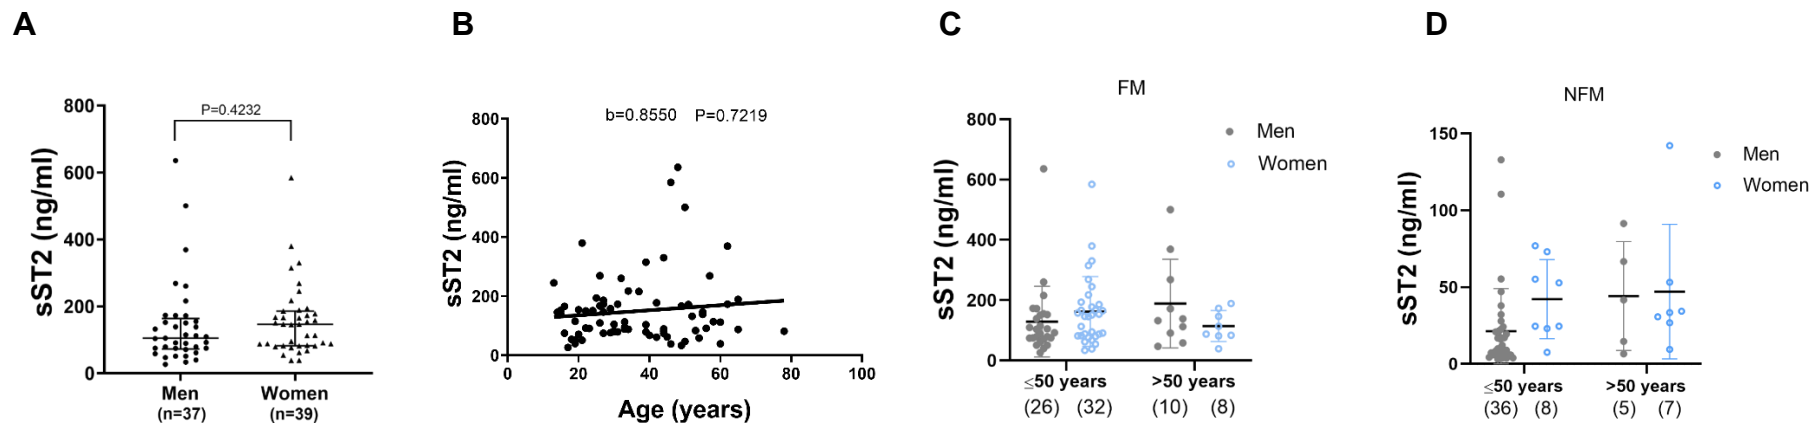 A
sST2 (ng/ml)
800
600
400
200
0
P=0.4232
Men
(n=37)
Women
(n=39)
B
sST2 (ng/ml)
800
600
400
200
0
b=0.8550 P=0.7219
0 20 40 60 80 100
Age (years)
C
FM
sST2 (ng/ml)
800
600
400
200
0
Men
Women
≤50 years >50 years
(26) (32) (10) (8)
D
NFM
sST2 (ng/ml)
150
100
50
0
Men
Women
≤50 years >50 years
(36) (8) (5) (7)